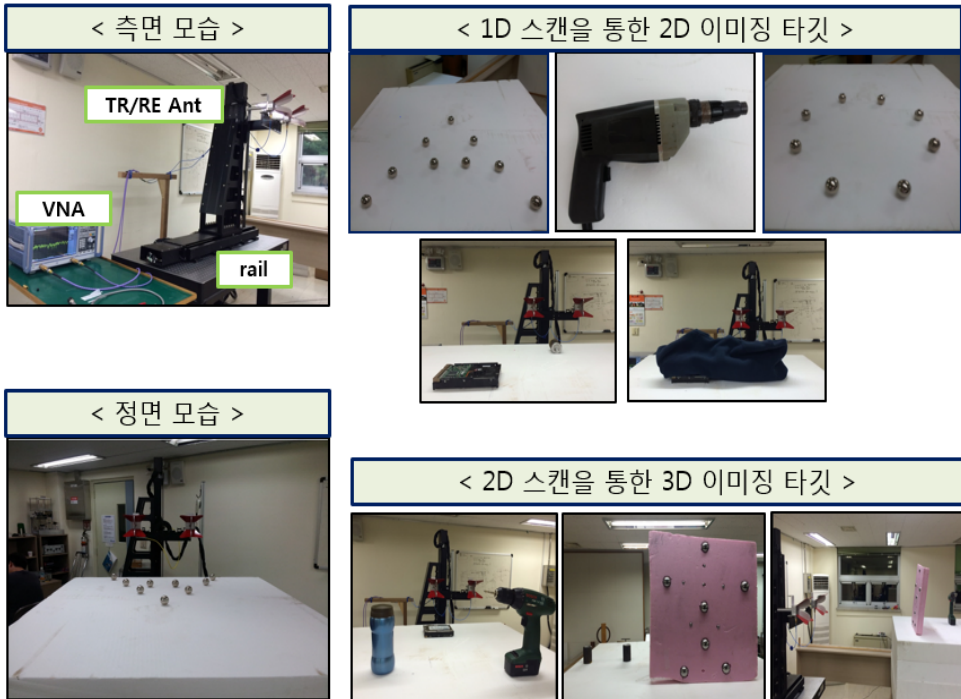 < 측면 모습 >
TR/RE Ant
VNA
rail
< 1D 스캔을 통한 2D 이미징 타깃 >
< 정면 모습 >
< 2D 스캔을 통한 3D 이미징 타깃 >